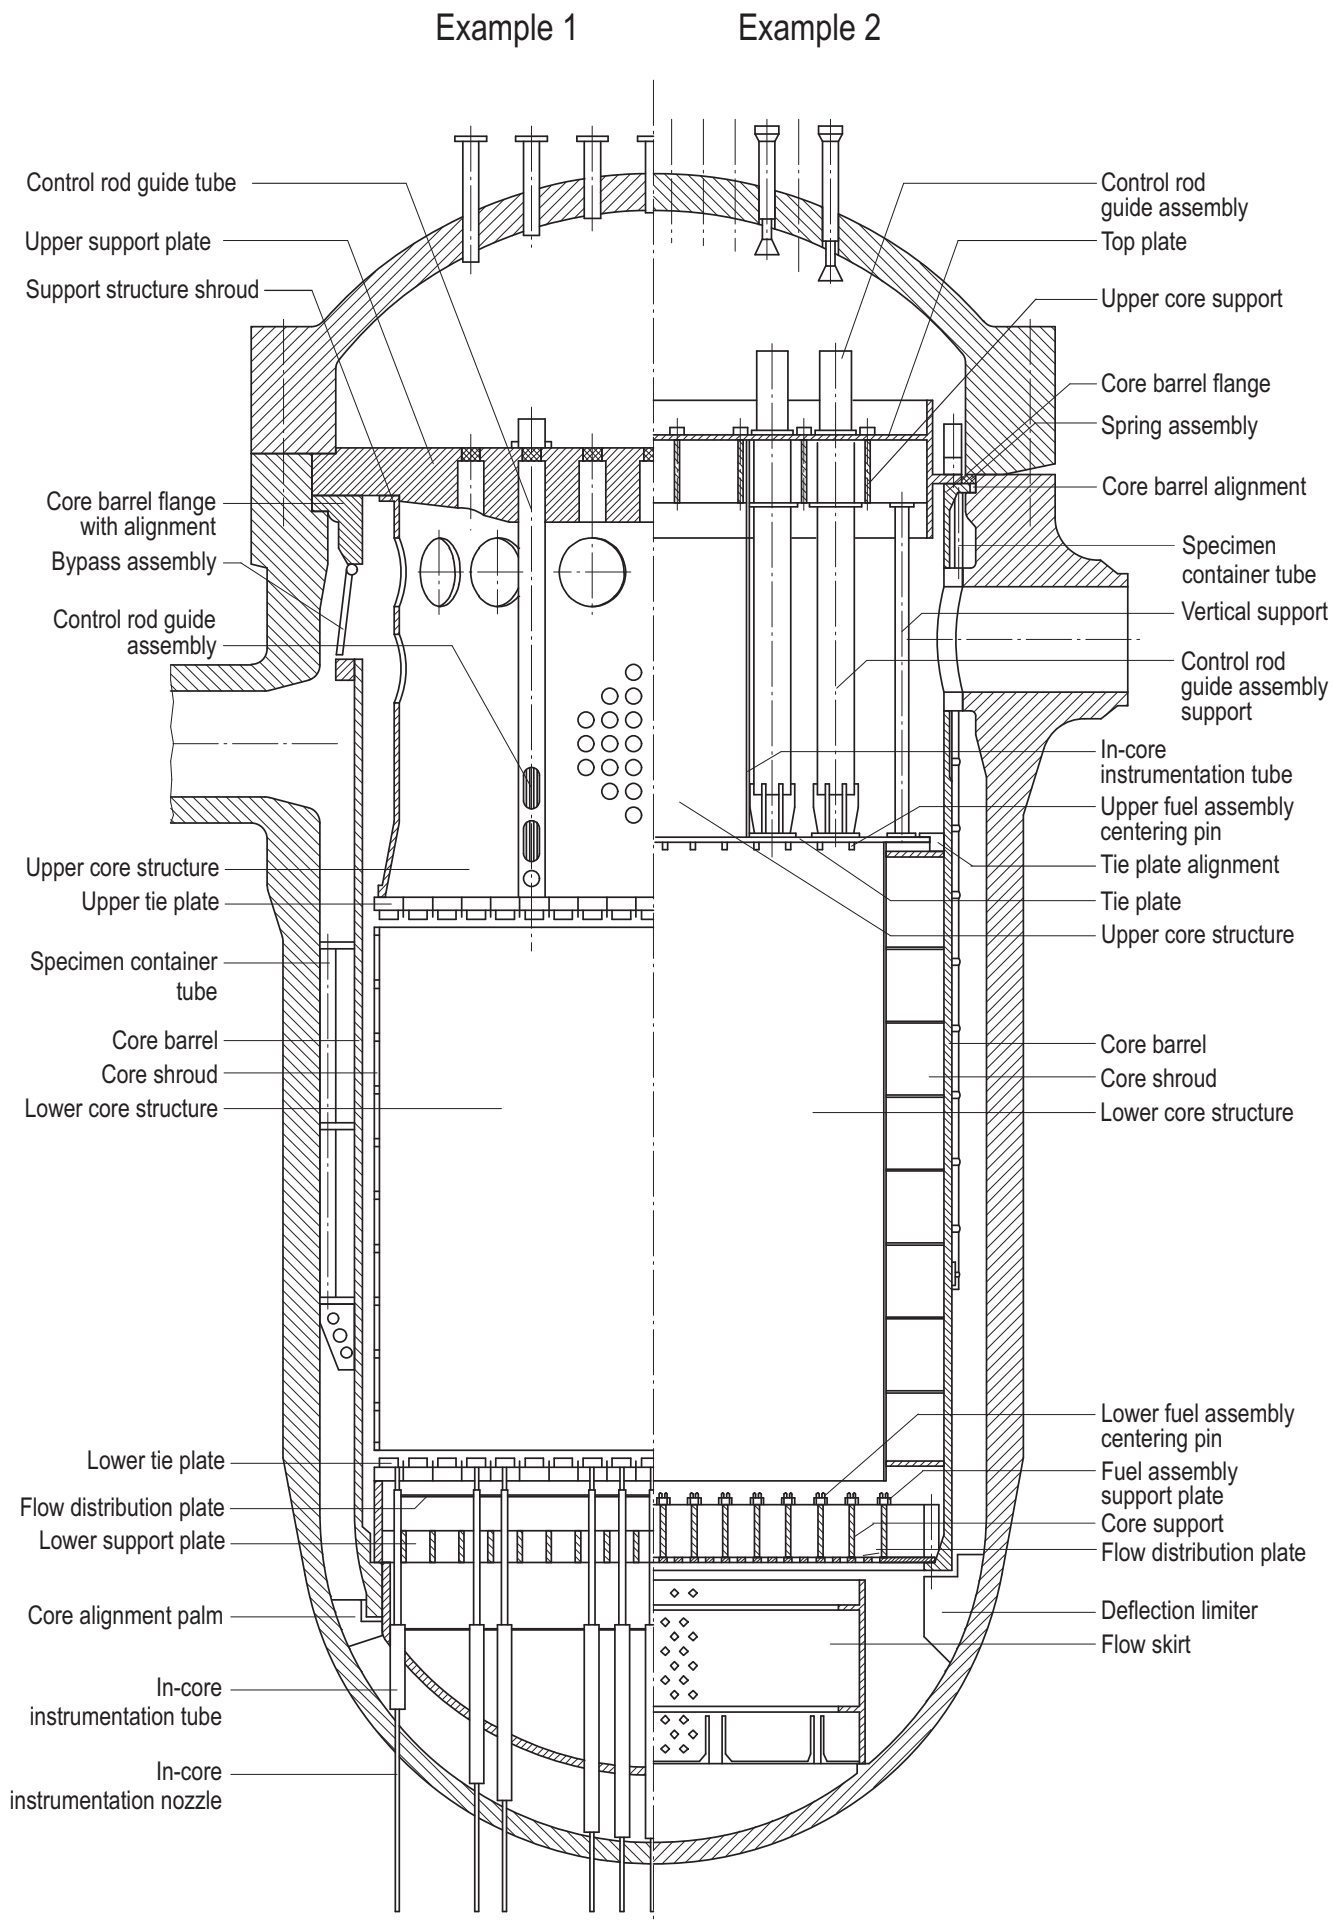 Example 1
Example 2
Control rod guide tube
Upper support plate
Support structure shroud
Core barrel flange
with alignment
Bypass assembly
Control rod guide
assembly
Upper core structure
Upper tie plate
Specimen container
tube
Core barrel
Core shroud
Lower core structure
Lower tie plate
Flow distribution plate
Lower support plate
Core alignment palm
In-core
instrumentation tube
In-core
instrumentation nozzle
Control rod
guide assembly
Top plate
Upper core support
Core barrel flange
Spring assembly
Core barrel alignment
Specimen
container tube
Vertical support
Control rod
guide assembly
support
In-core
instrumentation tube
Upper fuel assembly
centering pin
Tie plate alignment
Tie plate
Upper core structure
Core barrel
Core shroud
Lower core structure
Lower fuel assembly
centering pin
Fuel assembly
support plate
Core support
Flow distribution plate
Deflection limiter
Flow skirt